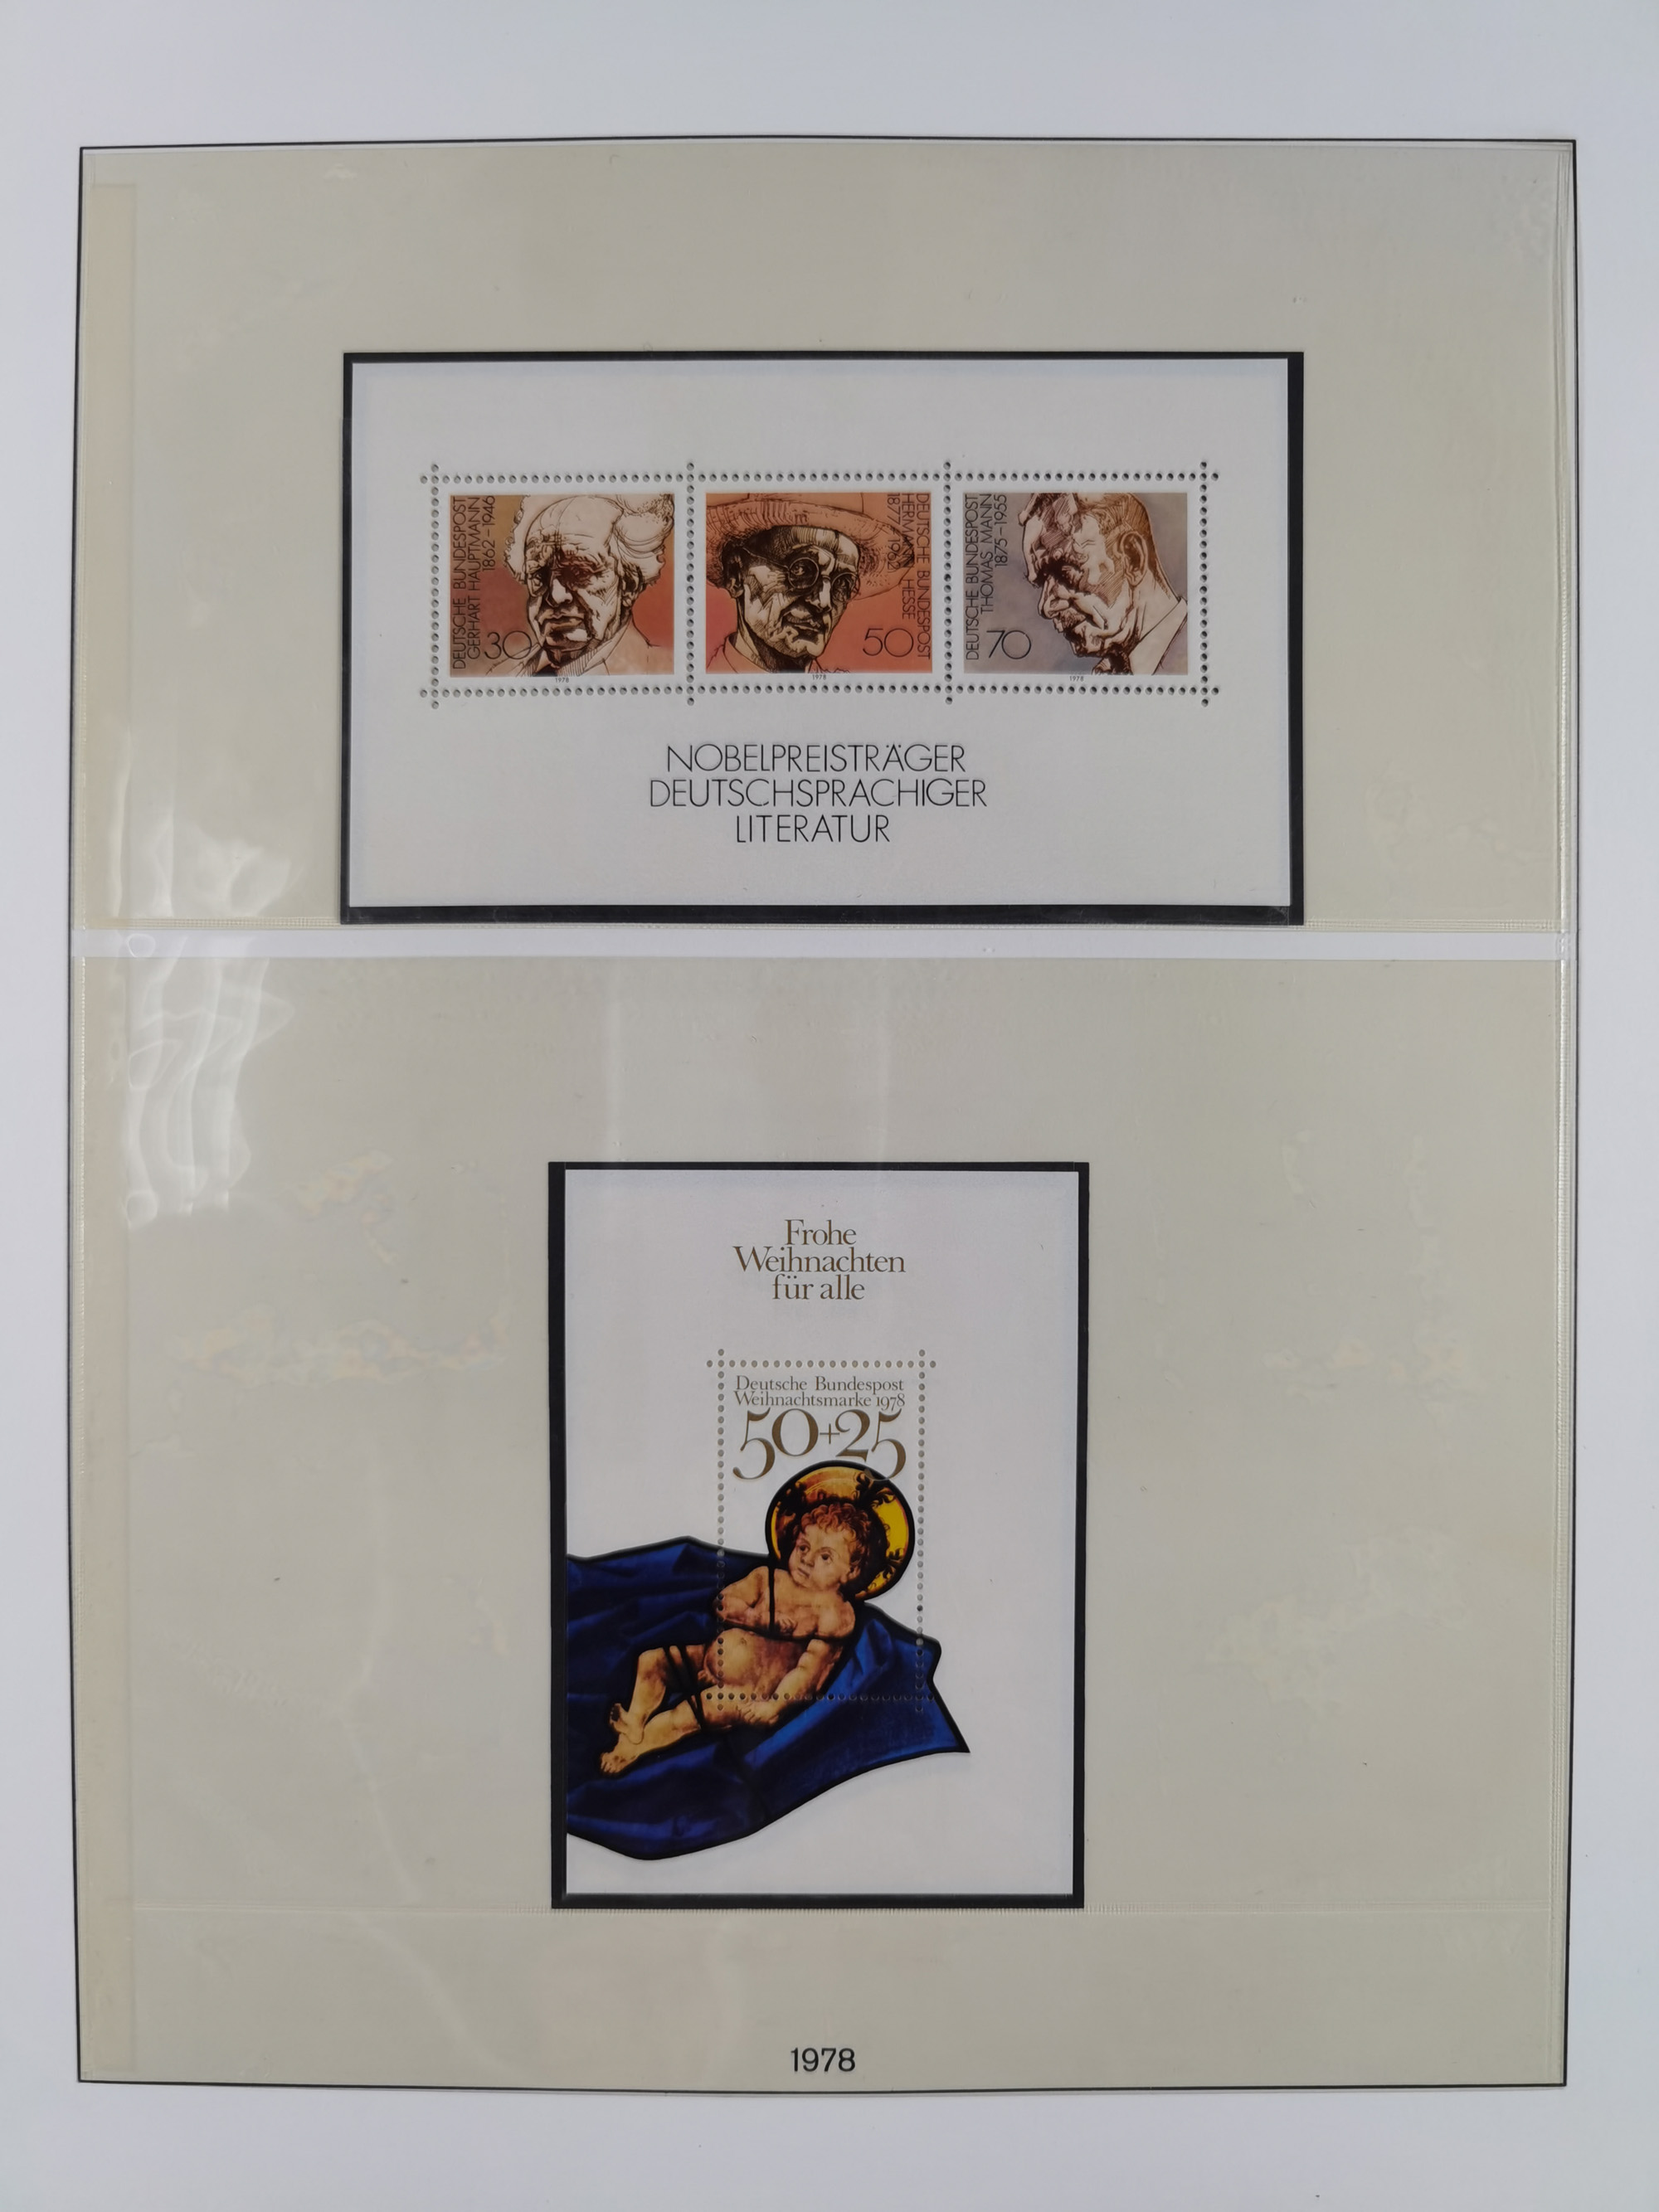 DEUTSCHE BUNDESPOST
GERHART HAUPTMANN
1862-1946
30
1978
DEUTSCHE BUNDESPOST
HERMANN HESSE
1877-1962
50
1978
DEUTSCHE BUNDESPOST
THOMAS MANN
1875-1955
70
1978
NOBELPREISTRÄGER
DEUTSCHSPRACHIGER
LITERATUR
Frohe
Weihnachten
für alle
Deutsche Bundespost
Weihnachtsmarke 1978
50+25
1978